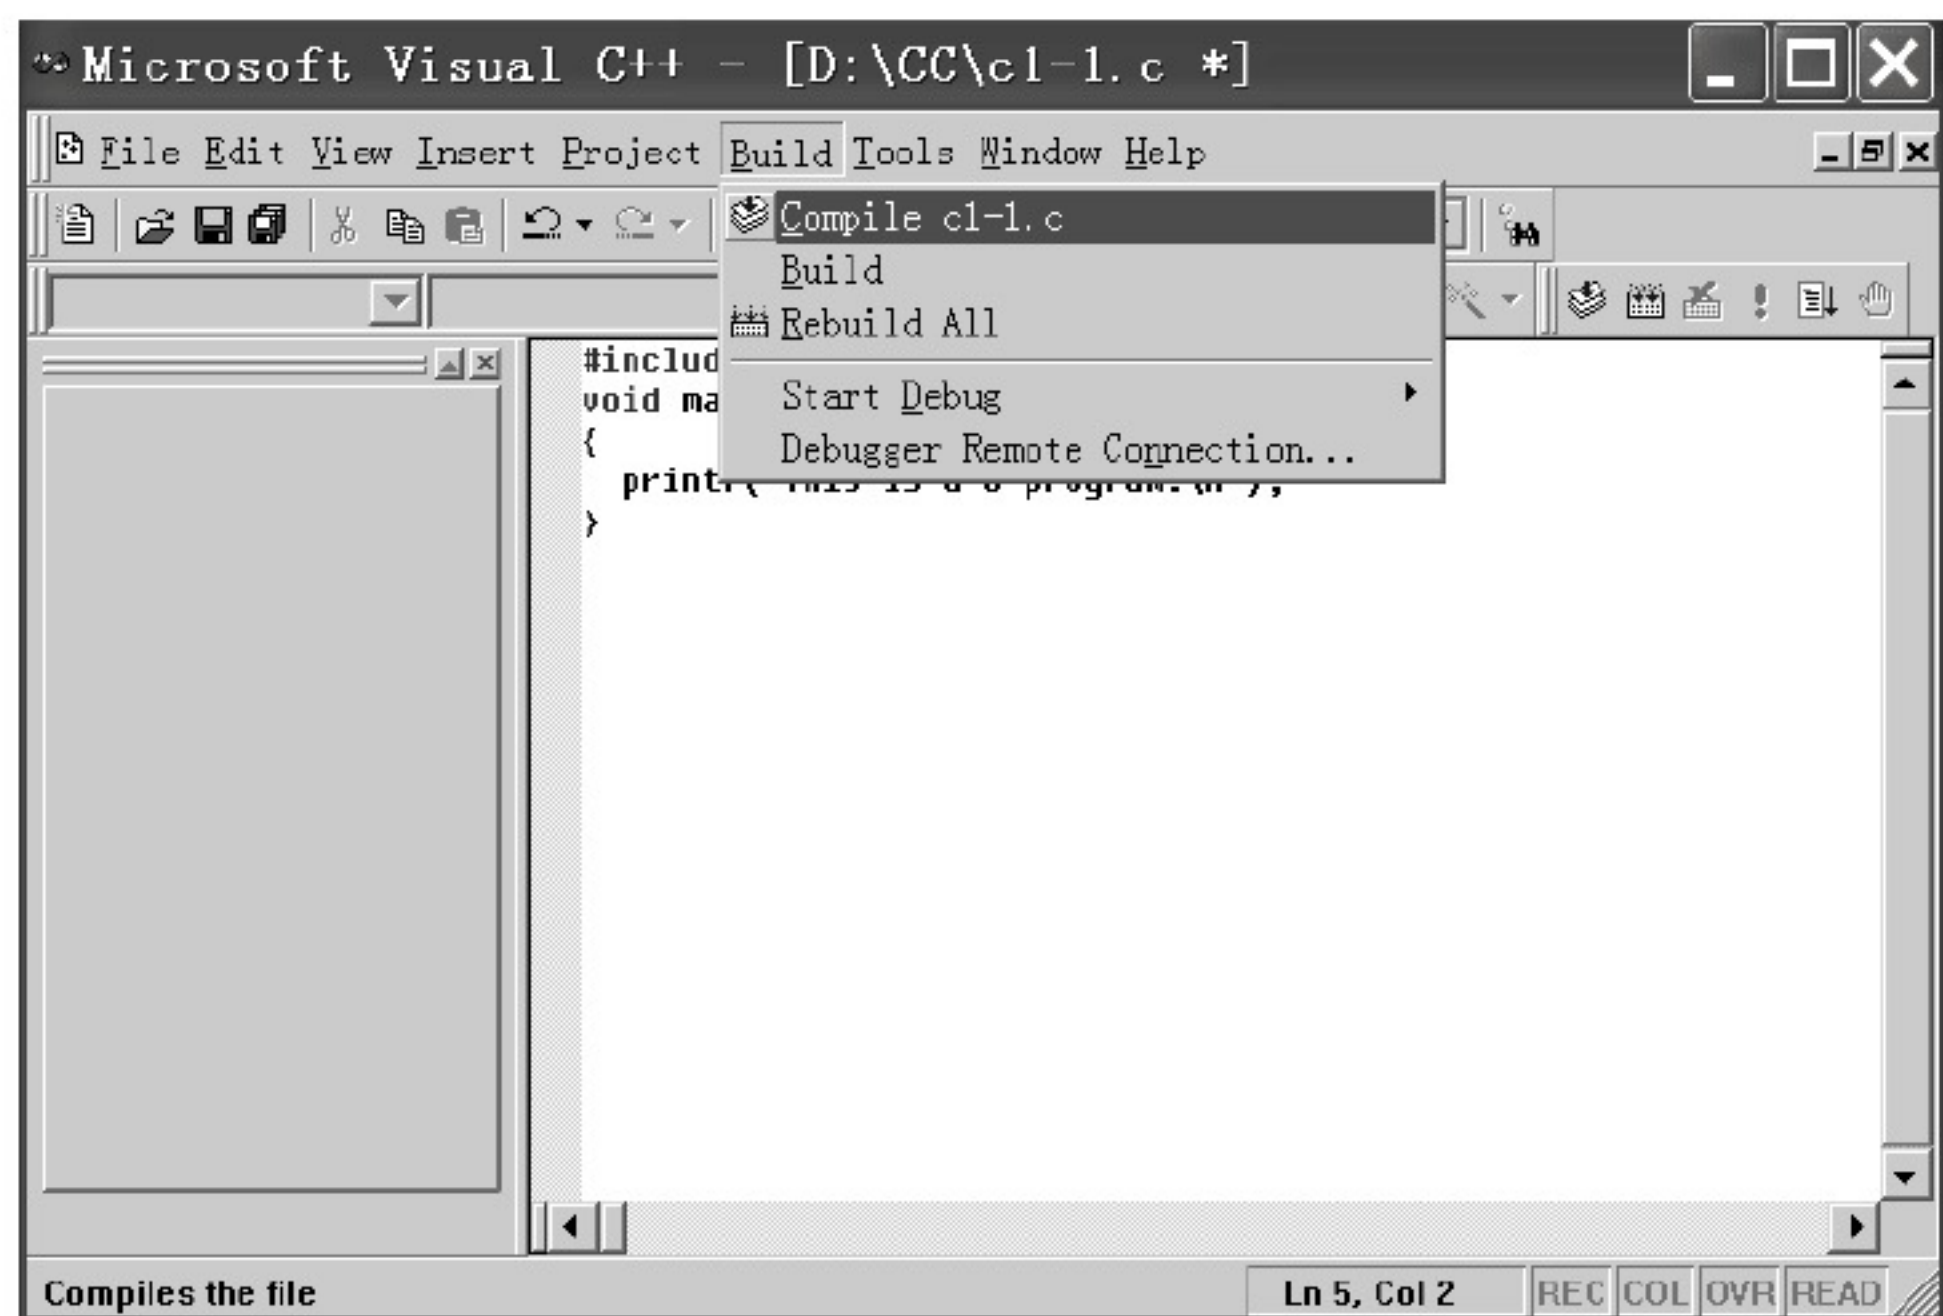 Microsoft Visual C++ - [D:\CC\c1-1.c *]
File Edit View Insert Project Build Tools Window Help
Compile c1-1.c
Build
Rebuild All
Start Debug
Debugger Remote Connection...
#includ
void ma
{
}
Compiles the file
Ln 5, Col 2 REC COL OVR READ